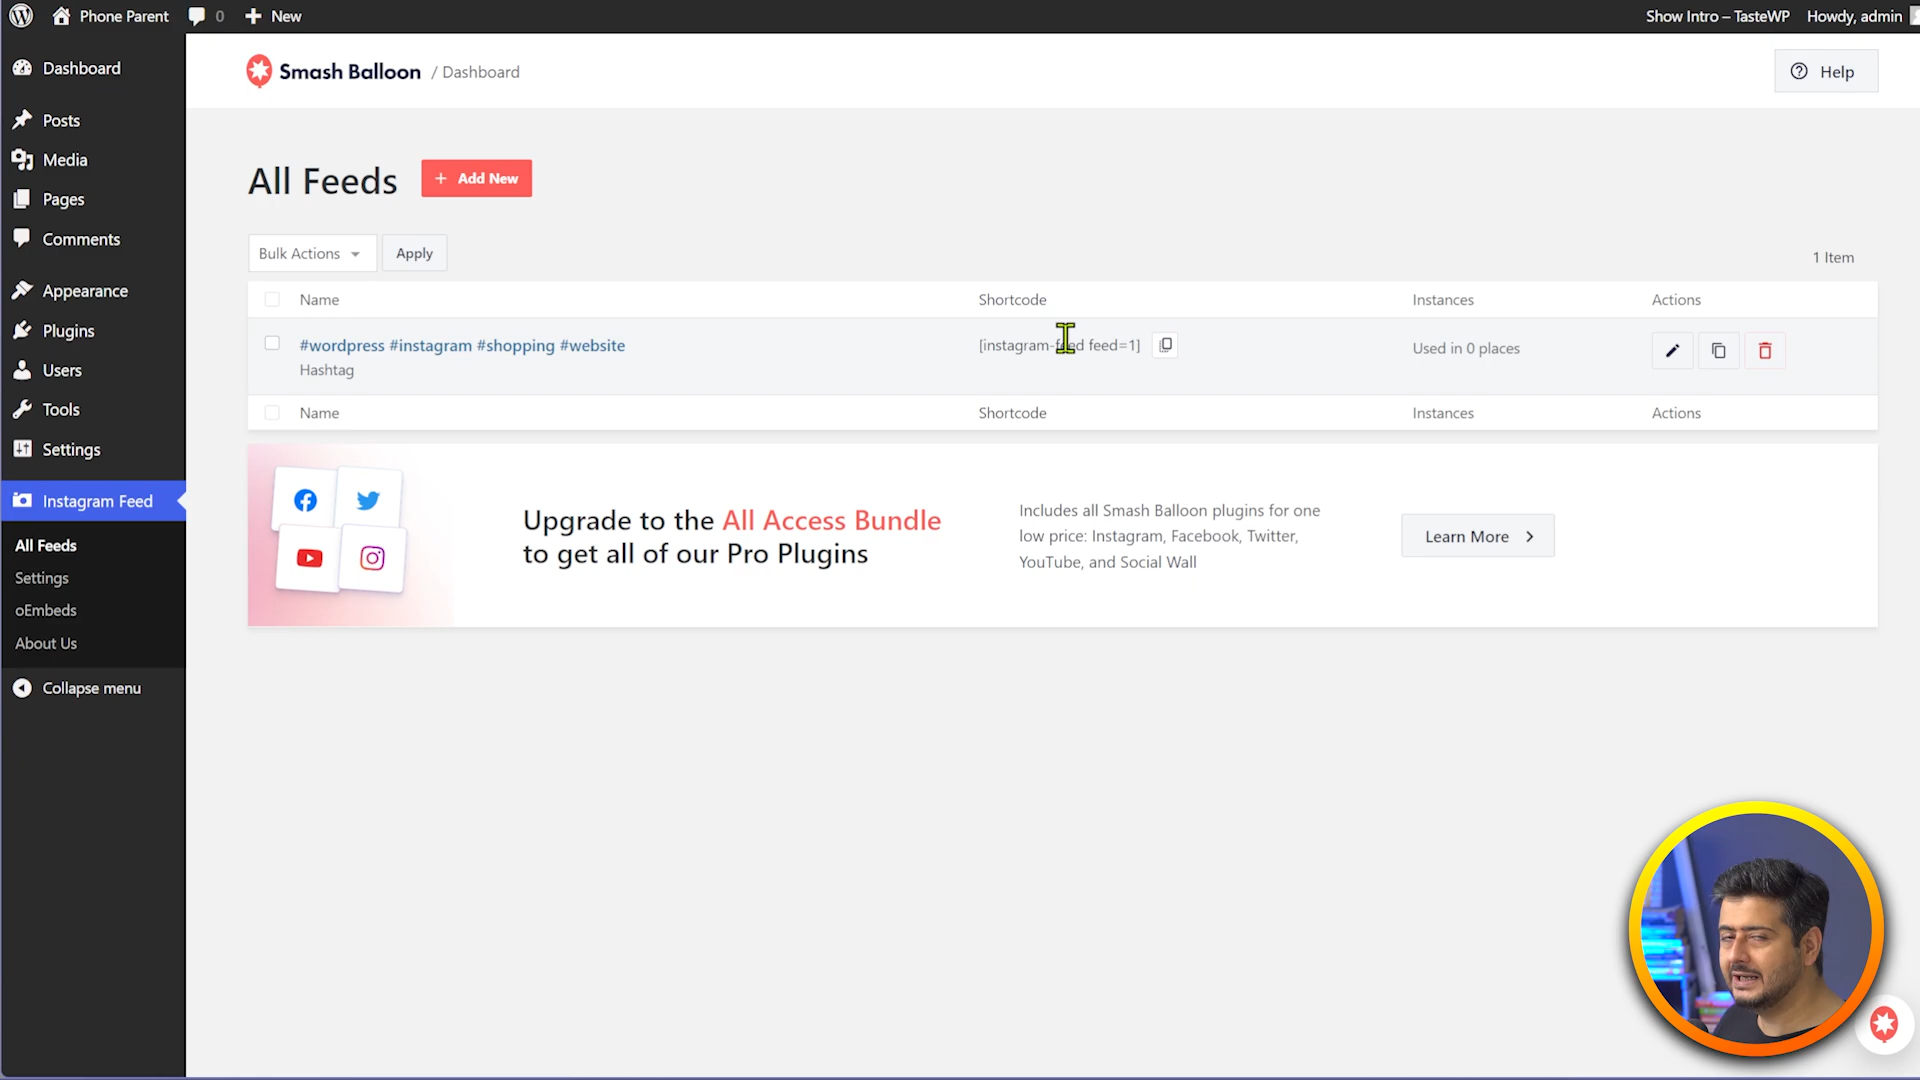 Phone Parent
0
New
Show Intro – TasteWP
Howdy, admin
Dashboard
Posts
Media
Pages
Comments
Appearance
Plugins
Users
Tools
Settings
Instagram Feed
All Feeds
Settings
oEmbeds
About Us
Collapse menu
Smash Balloon / Dashboard
Help
All Feeds
+ Add New
Bulk Actions
Apply
1 Item
Name
Shortcode
Instances
Actions
#wordpress #instagram #shopping #website
Hashtag
[instagram-feed feed=1]
Used in 0 places
Name
Shortcode
Instances
Actions
Upgrade to the All Access Bundle
to get all of our Pro Plugins
Includes all Smash Balloon plugins for one
low price: Instagram, Facebook, Twitter,
YouTube, and Social Wall
Learn More